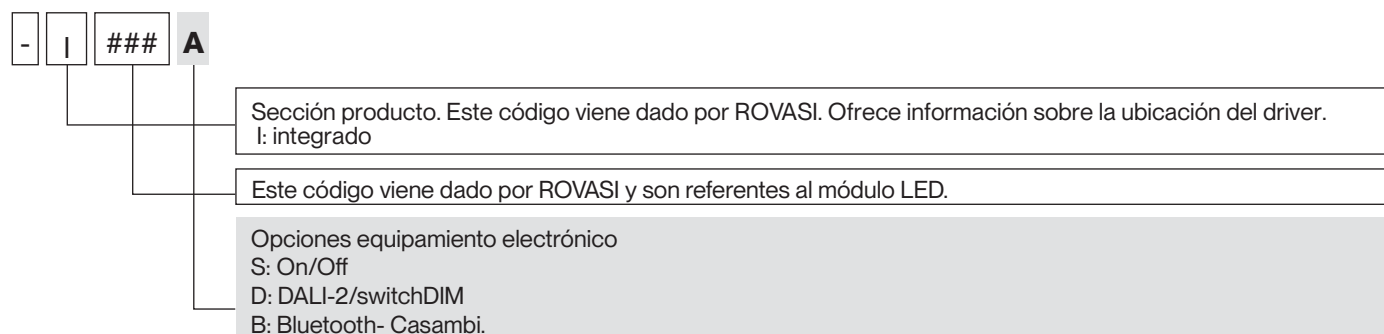 - I ### A
Sección producto. Este código viene dado por ROVASI. Ofrece información sobre la ubicación del driver.
I: integrado
Este código viene dado por ROVASI y son referentes al módulo LED.
Opciones equipamiento electrónico
S: On/Off
D: DALI-2/switchDIM
B: Bluetooth- Casambi.